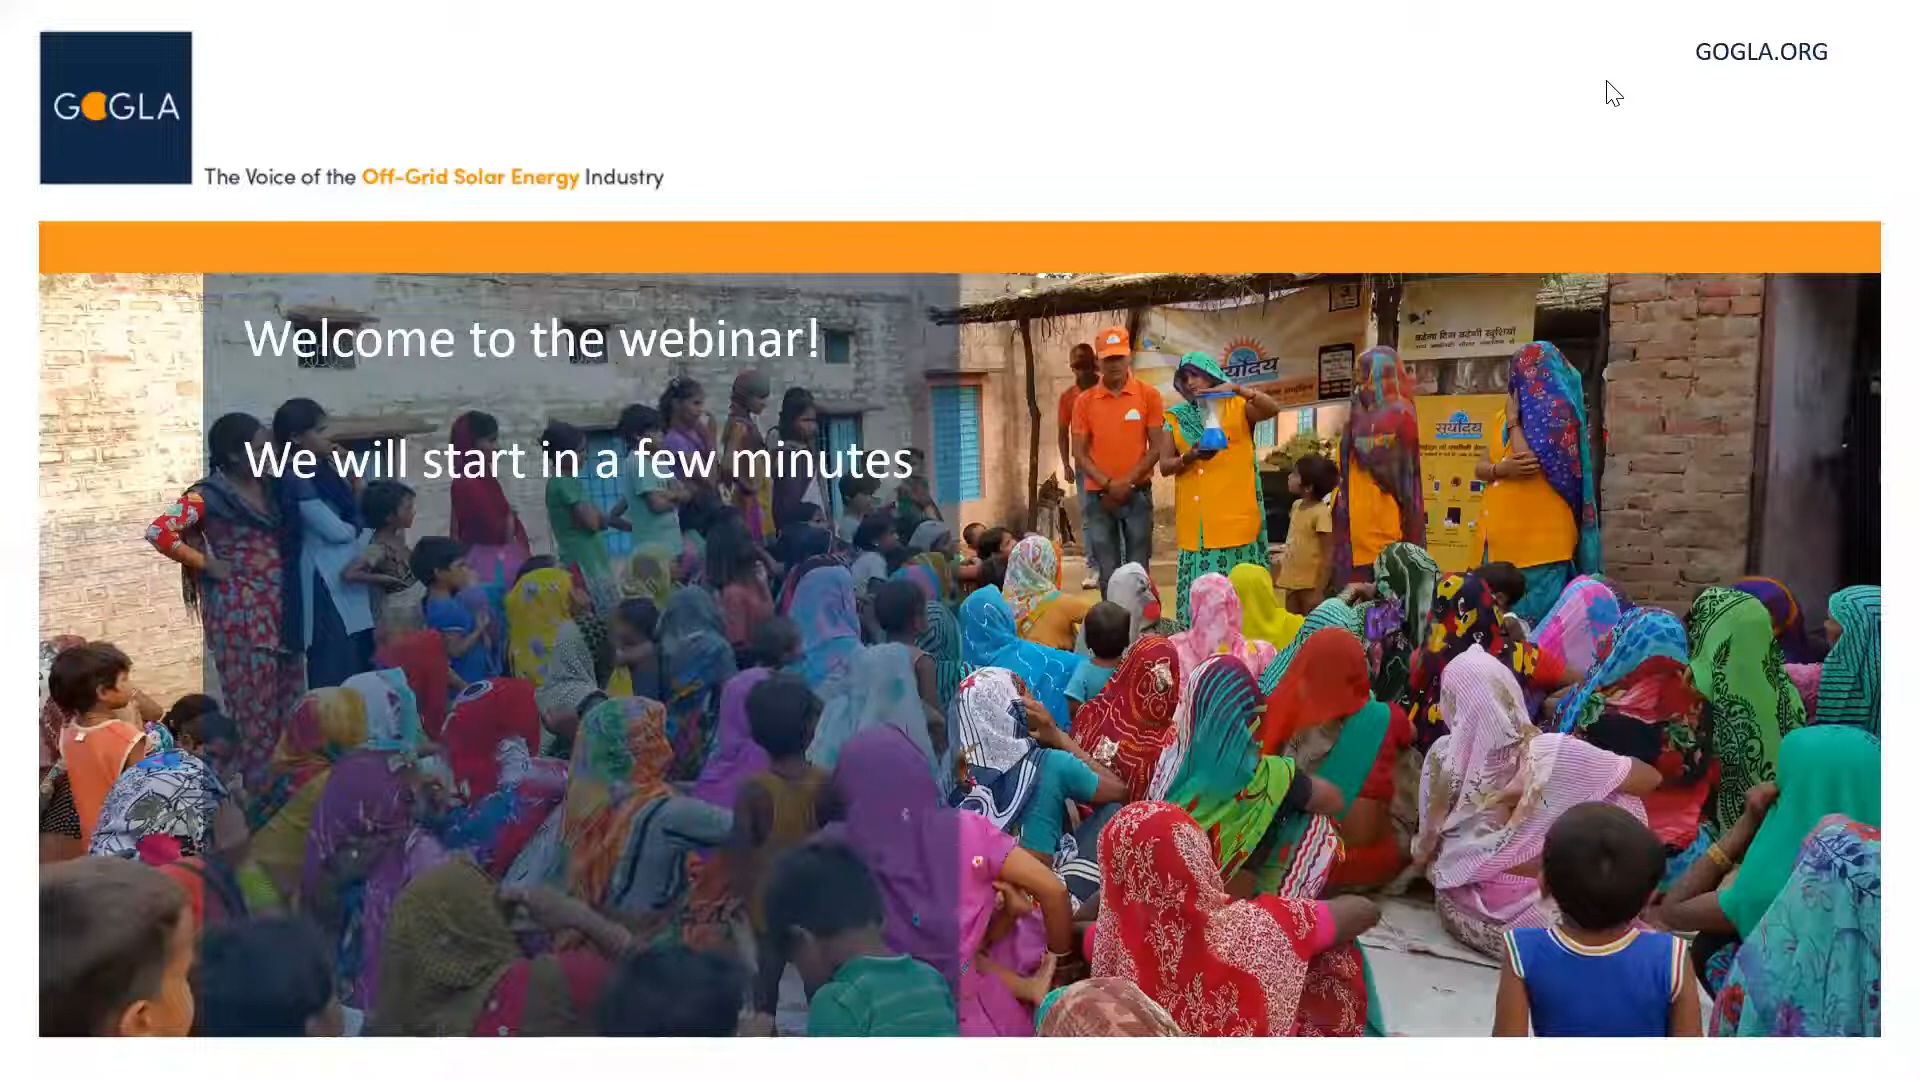 GOGLA.ORG
GOGLA
The Voice of the Off-Grid Solar Energy Industry
Welcome to the webinar!
We will start in a few minutes
3
सूर्योदय